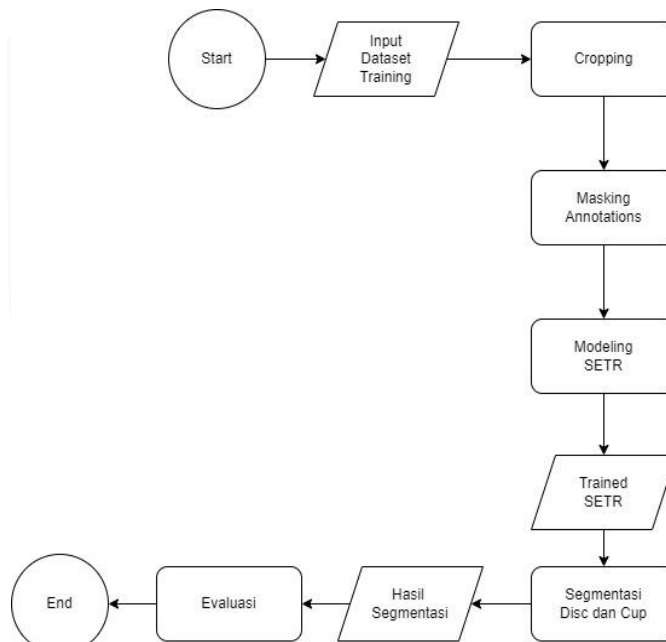 Start
Input
Dataset
Training
Cropping
Masking
Annotations
Modeling
SETR
Trained
SETR
Segmentasi
Disc dan Cup
Hasil
Segmentasi
Evaluasi
End